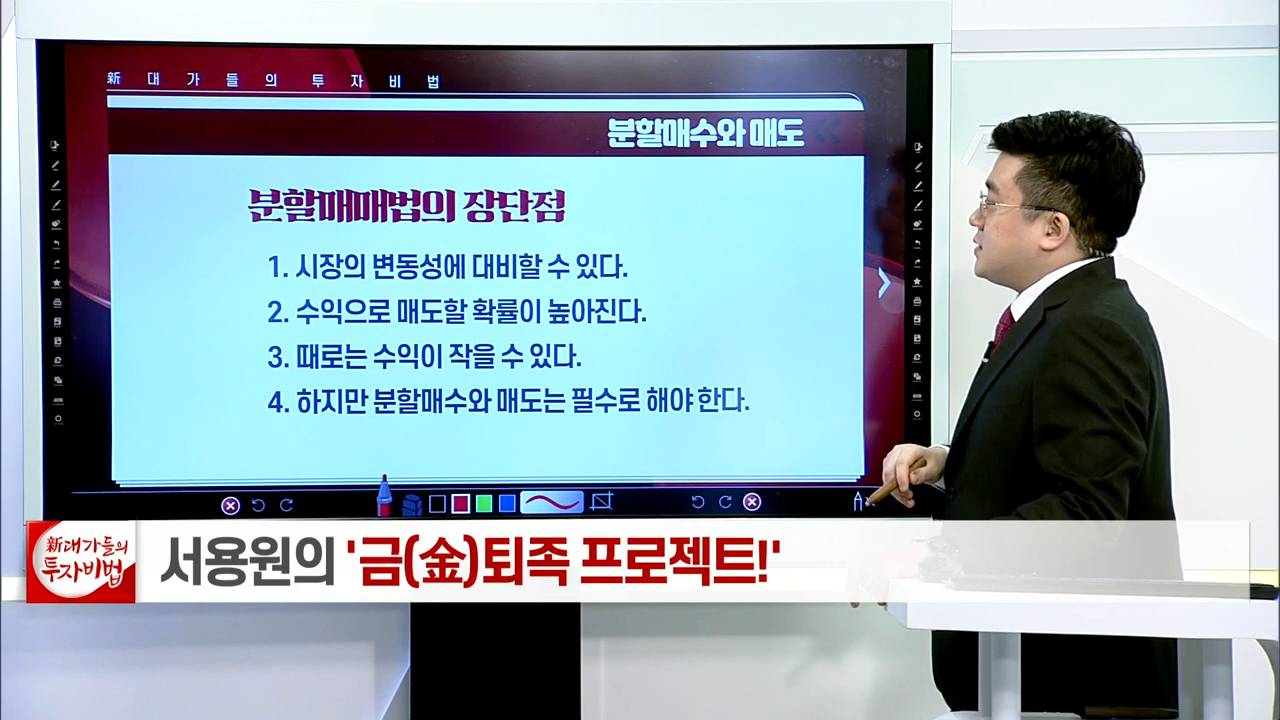 新 대가들의 투자비법
분할매수와 매도
분할매매법의 장단점
1. 시장의 변동성에 대비할 수 있다.
2. 수익으로 매도할 확률이 높아진다.
3. 때로는 수익이 작을 수 있다.
4. 하지만 분할매수와 매도는 필수로 해야 한다.
新대가들의
투자비법
서용원의 '금(金)퇴족 프로젝트!'